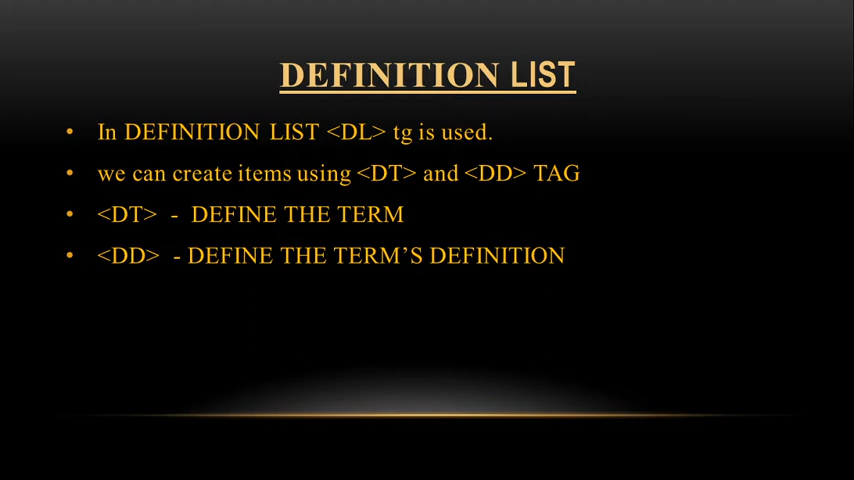 DEFINITION LIST
• In DEFINITION LIST <DL> tg is used.
• we can create items using <DT> and <DD> TAG
• <DT> - DEFINE THE TERM
• <DD> - DEFINE THE TERM’S DEFINITION